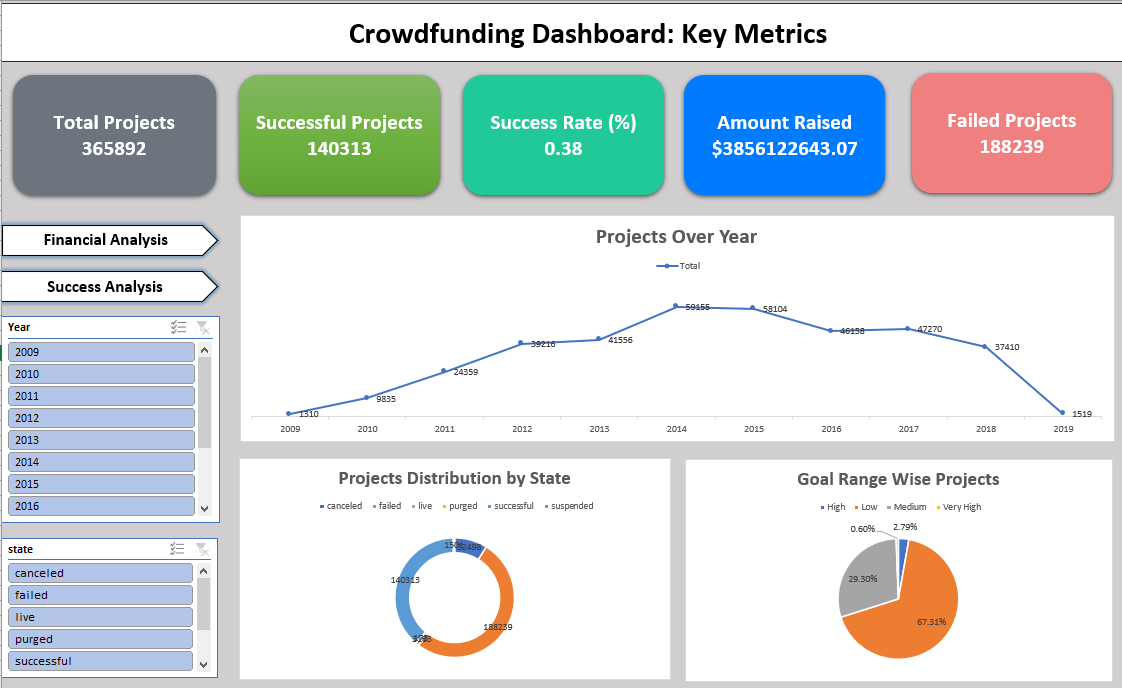 Crowdfunding Dashboard: Key Metrics
Total Projects
365892
Successful Projects
140313
Success Rate (%)
0.38
Amount Raised
$3856122643.07
Failed Projects
188239
Financial Analysis
Success Analysis
Year
2009
2010
2011
2012
2013
2014
2015
2016
state
canceled
failed
live
purged
successful
Projects Over Year
Total
1310
9835
24359
39216
41556
59155
58104
46158
47270
37410
1519
2009 2010 2011 2012 2013 2014 2015 2016 2017 2018 2019
Projects Distribution by State
canceled failed live purged successful suspended
140313
188239
Goal Range Wise Projects
High Low Medium Very High
0.60% 2.79%
29.30%
67.31%